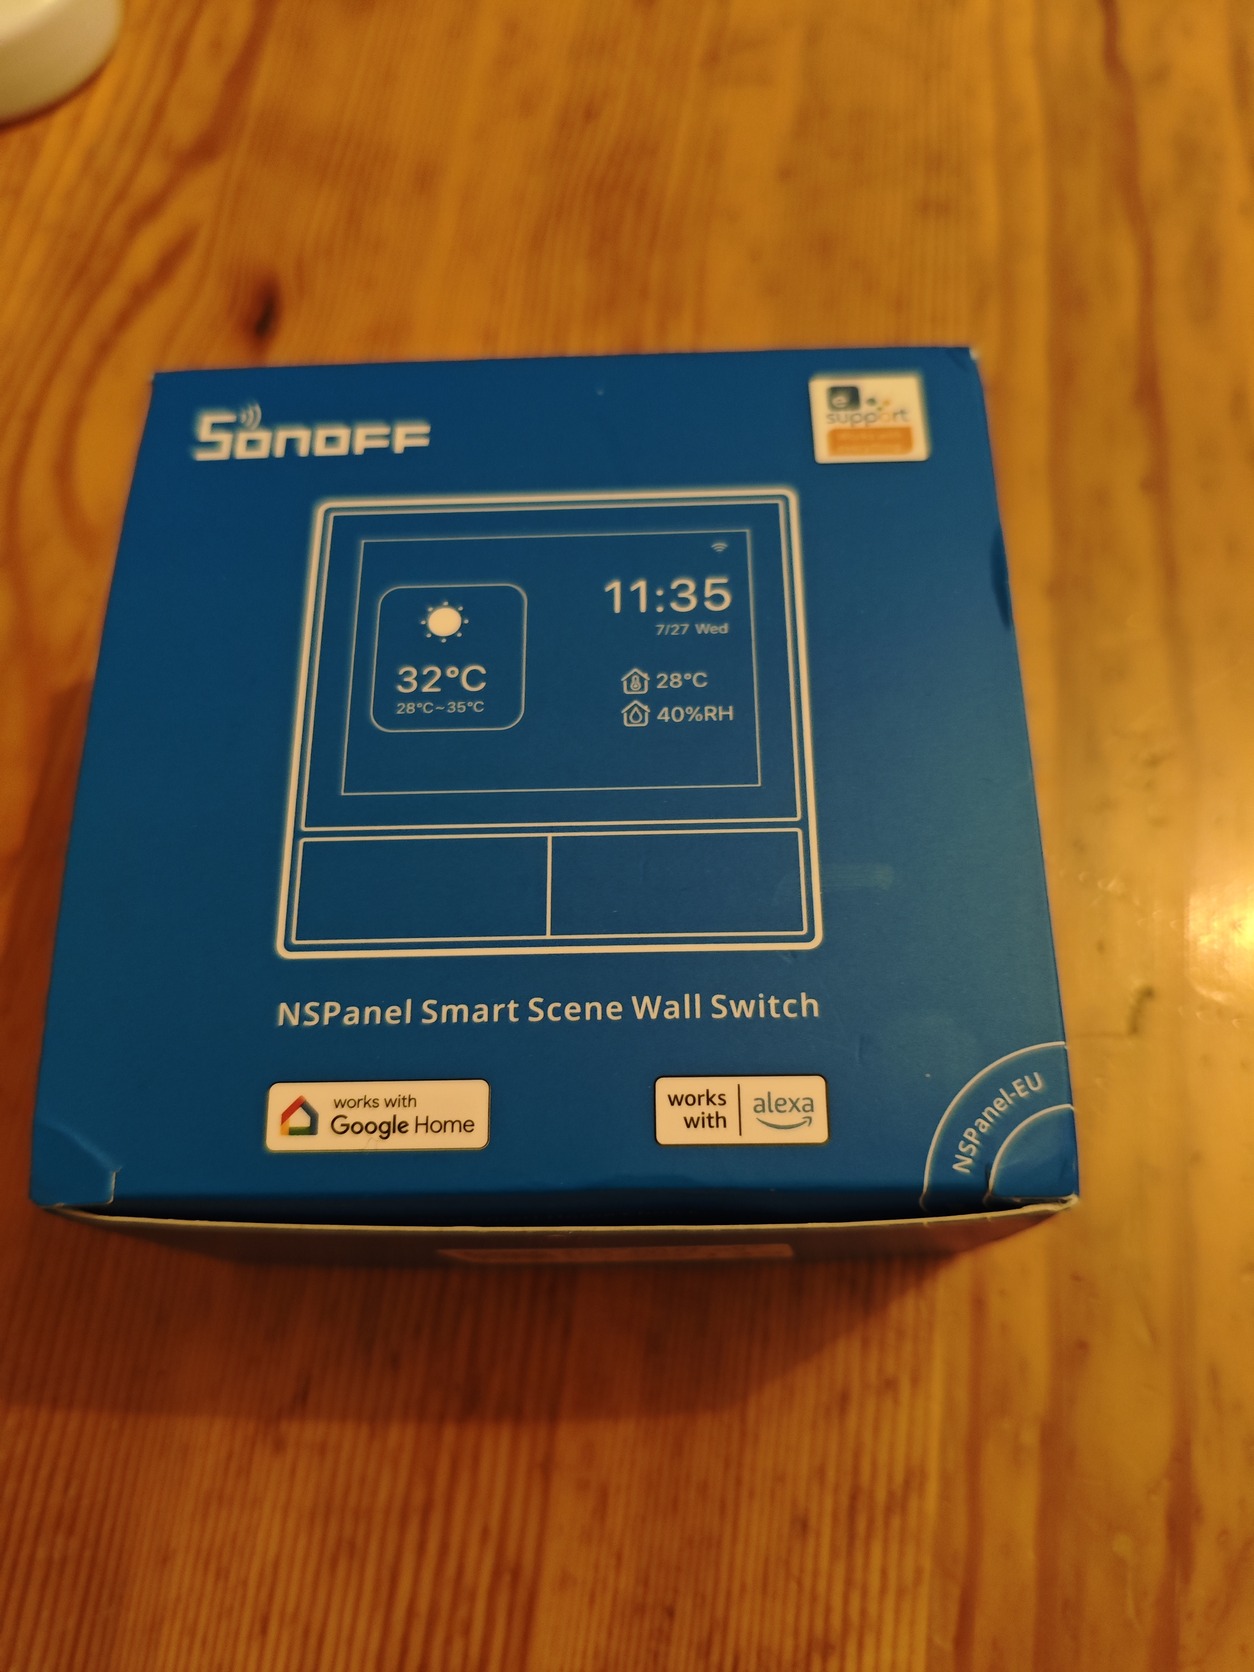 SONOFF
support
11:35
7/27 Wed
32°C
28°C~35°C
28°C
40%RH
NSPanel Smart Scene Wall Switch
works with
Google Home
works
with
alexa
NSPanel-EU